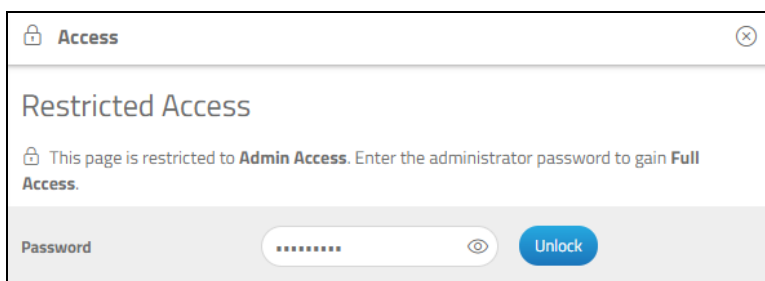 Access
Restricted Access
This page is restricted to Admin Access. Enter the administrator password to gain Full
Access.
Password
Unlock